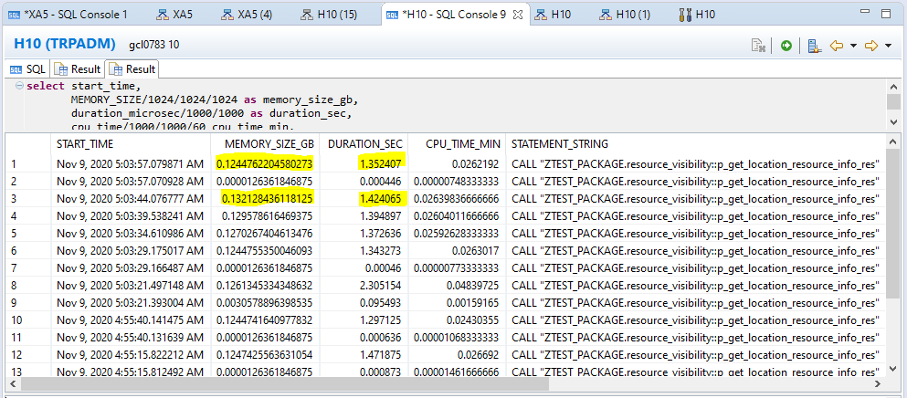 *XA5 - SQL Console 1 XA5 XA5 (4) H10 (15) *H10 - SQL Console 9 H10 H10 (1) H10
H10 (TRPADM) gcl0783 10
SQL Result Result
select start_time,
MEMORY_SIZE/1024/1024/1024 as memory_size_gb,
duration_microsec/1000/1000 as duration_sec,
cpu_time/1000/1000/60 cpu_time_min,
START_TIME MEMORY_SIZE_GB DURATION_SEC CPU_TIME_MIN STATEMENT_STRING
1 Nov 9, 2020 5:03:57.079871 AM 0.1244762204580273 1.352407 0.0262192 CALL "ZTEST_PACKAGE.resource_visibility::p_get_location_resource_info_res"
2 Nov 9, 2020 5:03:57.070928 AM 0.0000126361846875 0.000446 0.00000748333333 CALL "ZTEST_PACKAGE.resource_visibility::p_get_location_resource_info_res"
3 Nov 9, 2020 5:03:44.076777 AM 0.132128436118125 1.424065 0.02639836666666 CALL "ZTEST_PACKAGE.resource_visibility::p_get_location_resource_info_res"
4 Nov 9, 2020 5:03:39.538241 AM 0.129578616469375 1.394897 0.02604011666666 CALL "ZTEST_PACKAGE.resource_visibility::p_get_location_resource_info_res"
5 Nov 9, 2020 5:03:34.610986 AM 0.1270267404613476 1.372636 0.02592628333333 CALL "ZTEST_PACKAGE.resource_visibility::p_get_location_resource_info_res"
6 Nov 9, 2020 5:03:29.175017 AM 0.1244755350046093 1.343273 0.0263017 CALL "ZTEST_PACKAGE.resource_visibility::p_get_location_resource_info_res"
7 Nov 9, 2020 5:03:29.166487 AM 0.0000126361846875 0.00046 0.00000773333333 CALL "ZTEST_PACKAGE.resource_visibility::p_get_location_resource_info_res"
8 Nov 9, 2020 5:03:21.497148 AM 0.1261345334348632 2.305154 0.04839725 CALL "ZTEST_PACKAGE.resource_visibility::p_get_location_resource_info_res"
9 Nov 9, 2020 5:03:21.393004 AM 0.0030578896398535 0.095493 0.00159165 CALL "ZTEST_PACKAGE.resource_visibility::p_get_location_resource_info_res"
10 Nov 9, 2020 4:55:40.141475 AM 0.1244741640977832 1.297125 0.02430355 CALL "ZTEST_PACKAGE.resource_visibility::p_get_location_resource_info_res"
11 Nov 9, 2020 4:55:40.131639 AM 0.0000126361846875 0.000636 0.00001068333333 CALL "ZTEST_PACKAGE.resource_visibility::p_get_location_resource_info_res"
12 Nov 9, 2020 4:55:15.822212 AM 0.1247425563631054 1.471875 0.026692 CALL "ZTEST_PACKAGE.resource_visibility::p_get_location_resource_info_res"
13 Nov 9, 2020 4:55:15.812492 AM 0.0000126361846875 0.000873 0.00001461666666 CALL "ZTEST_PACKAGE.resource_visibility::p_get_location_resource_info_res"